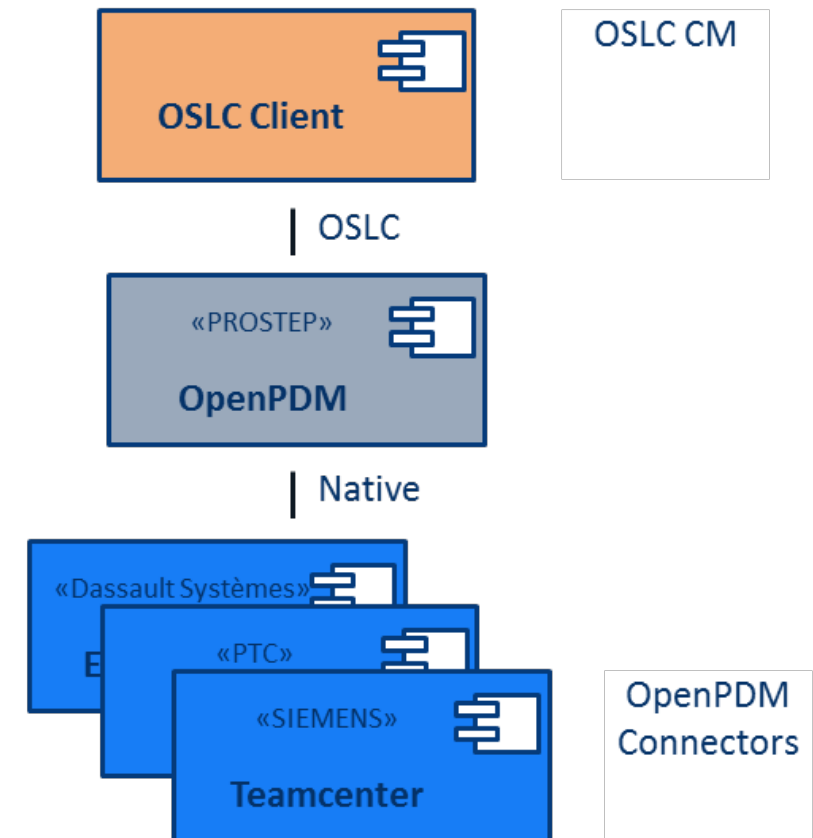 OSLC CM
OSLC Client
OSLC
«PROSTEP»
OpenPDM
Native
«Dassault Systèmes»
«PTC»
«SIEMENS»
Teamcenter
OpenPDM
Connectors